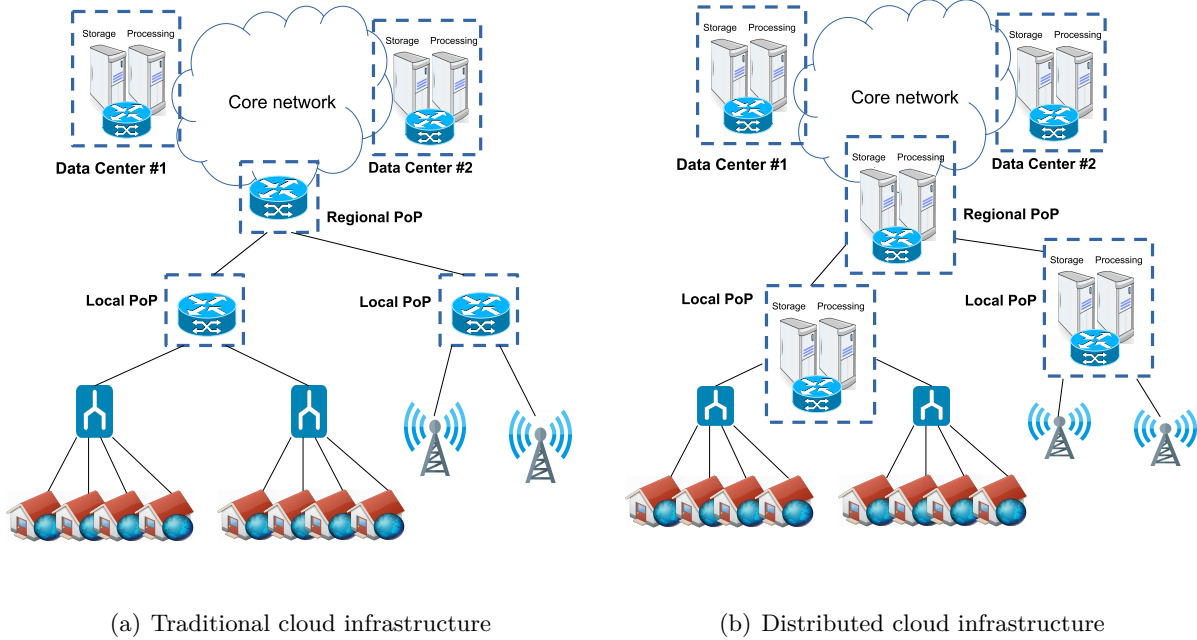 Storage Processing
Storage Processing
Core network
Data Center #1
Data Center #2
Regional PoP
Local PoP
Local PoP
(a) Traditional cloud infrastructure
Storage Processing
Storage Processing
Core network
Data Center #1
Data Center #2
Storage Processing
Regional PoP
Storage Processing
Local PoP
Local PoP
Storage Processing
(b) Distributed cloud infrastructure